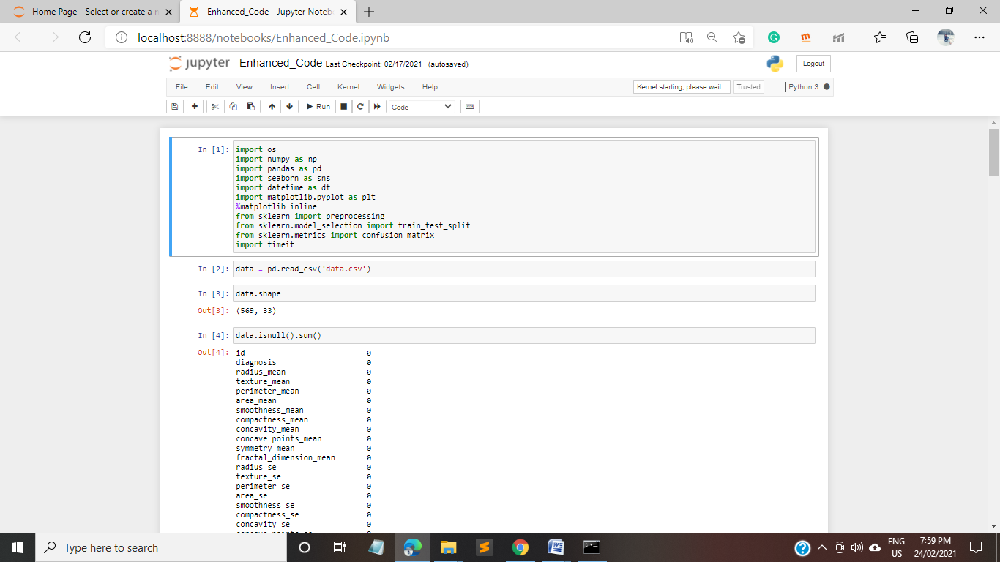 Home Page - Select or create a n
Enhanced_Code - Jupyter Noteb
localhost:8888/notebooks/Enhanced_Code.ipynb
jupyter Enhanced_Code Last Checkpoint: 02/17/2021 (autosaved)
Logout
File Edit View Insert Cell Kernel Widgets Help
Kernel starting, please wait... Trusted Python 3
Run Code
In [1]: import os
import numpy as np
import pandas as pd
import seaborn as sns
import datetime as dt
import matplotlib.pyplot as plt
%matplotlib inline
from sklearn import preprocessing
from sklearn.model_selection import train_test_split
from sklearn.metrics import confusion_matrix
import timeit
In [2]: data = pd.read_csv('data.csv')
In [3]: data.shape
Out[3]: (569, 33)
In [4]: data.isnull().sum()
Out[4]: id 0
diagnosis 0
radius_mean 0
texture_mean 0
perimeter_mean 0
area_mean 0
smoothness_mean 0
compactness_mean 0
concavity_mean 0
concave points_mean 0
symmetry_mean 0
fractal_dimension_mean 0
radius_se 0
texture_se 0
perimeter_se 0
area_se 0
smoothness_se 0
compactness_se 0
concavity_se 0
Type here to search
ENG
US
7:59 PM
24/02/2021